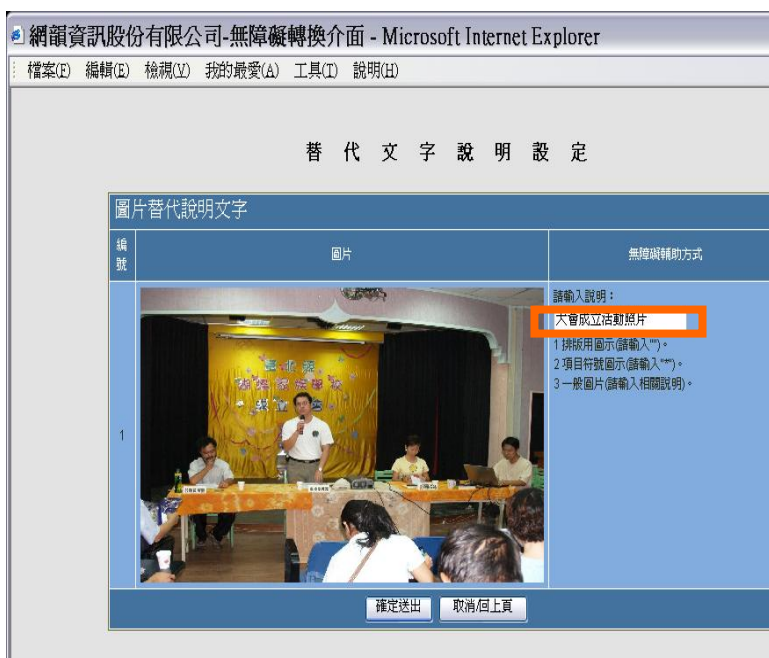 網韻資訊股份有限公司-無障礙轉換介面 - Microsoft Internet Explorer
檔案(F) 編輯(E) 檢視(V) 我的最愛(A) 工具(T) 說明(H)
替代文字說明設定
圖片替代說明文字
編號
圖片
無障礙輔助方式
1
請輸入說明：
大會成立活動照片
1 排版用圖示(請輸入"")。
2 項目符號圖示(請輸入"*")。
3 一般圖片(請輸入相關說明)。
確定送出
取消/回上頁